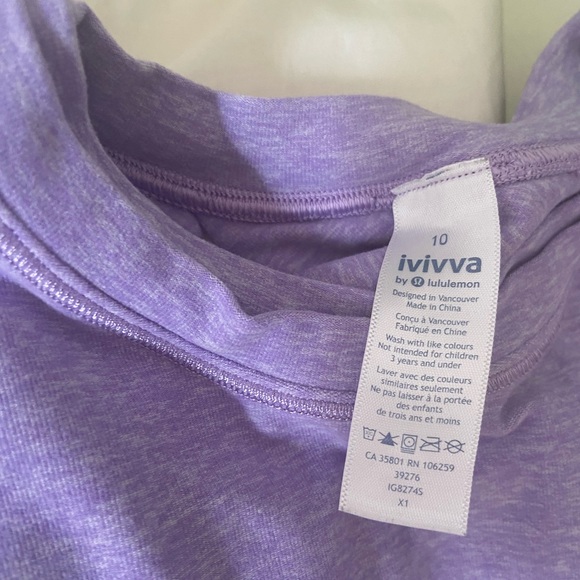 10
ivivva
by lululemon
Designed in Vancouver
Made in China
Conçu à Vancouver
Fabriqué en Chine
Wash with like colours
Not intended for children
3 years and under
Laver avec des couleurs
similaires seulement
Ne pas laisser à la portée
des enfants
de trois ans et moins
CA 35801 RN 106259
39276
IG8274S
X1